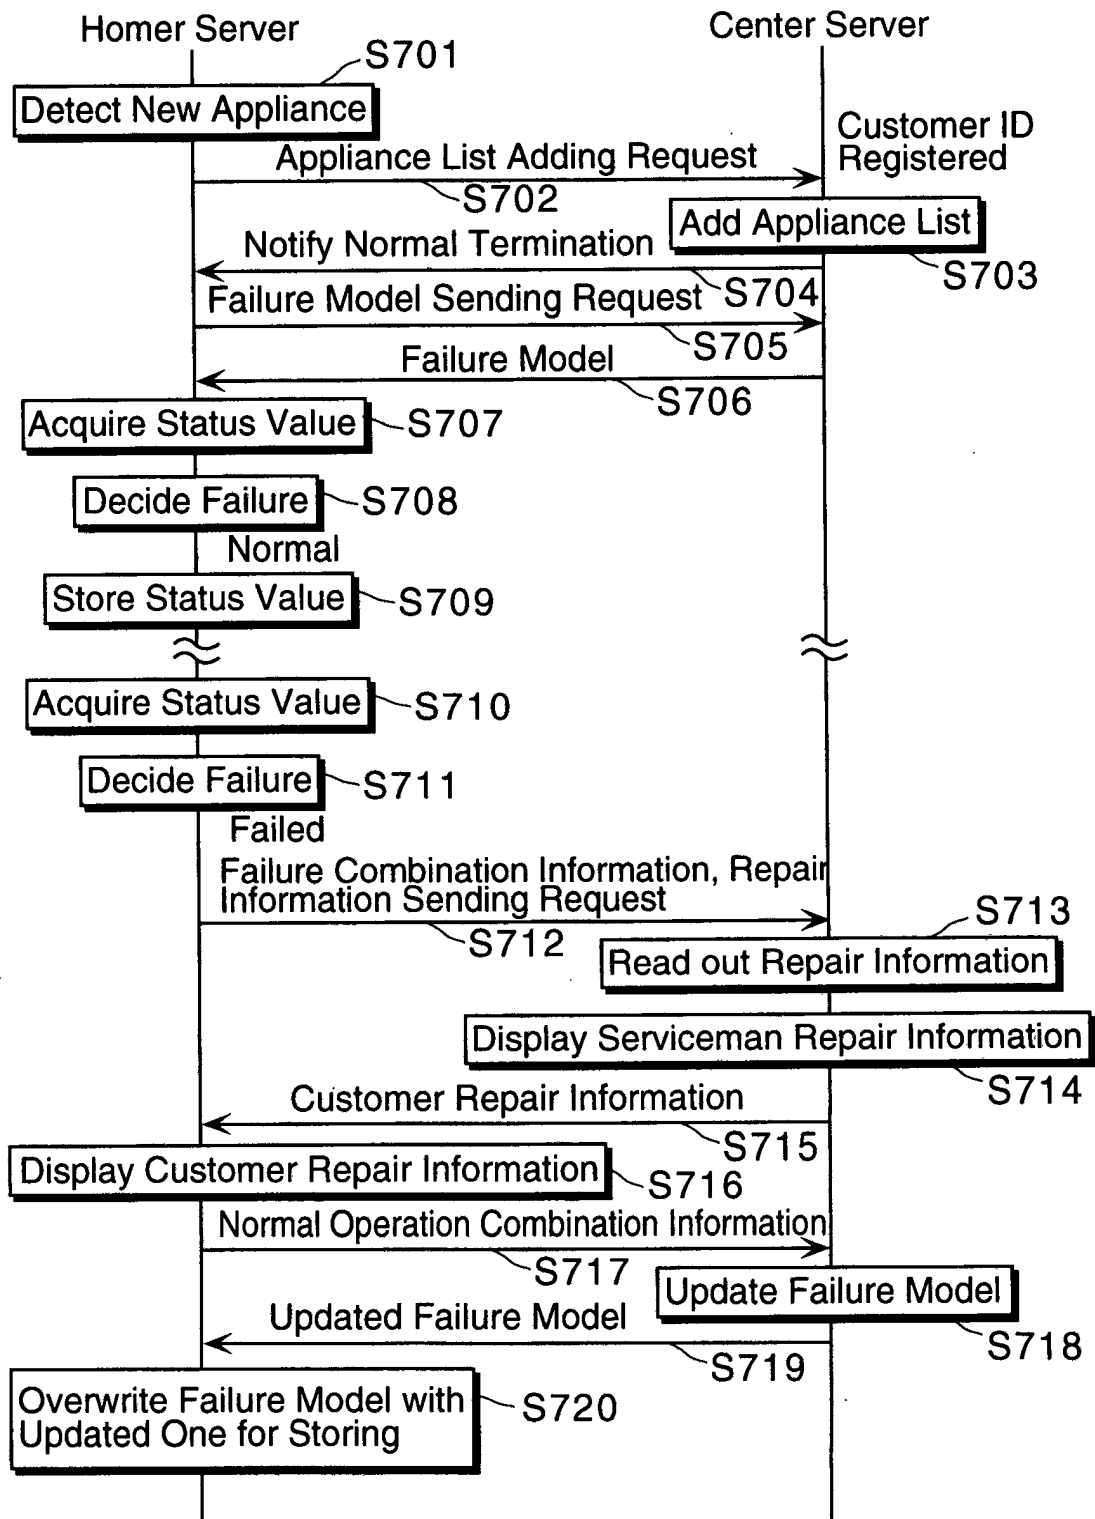 Homer Server
Center Server
S701
Detect New Appliance
Customer ID
Registered
Appliance List Adding Request
S702
Add Appliance List
S703
Notify Normal Termination
S704
Failure Model Sending Request
S705
Failure Model
S706
Acquire Status Value
S707
Decide Failure
S708
Normal
Store Status Value
S709
Acquire Status Value
S710
Decide Failure
S711
Failed
Failure Combination Information, Repair
Information Sending Request
S712
S713
Read out Repair Information
Display Serviceman Repair Information
S714
Customer Repair Information
S715
Display Customer Repair Information
S716
Normal Operation Combination Information
S717
Update Failure Model
S718
Updated Failure Model
S719
Overwrite Failure Model with
Updated One for Storing
S720